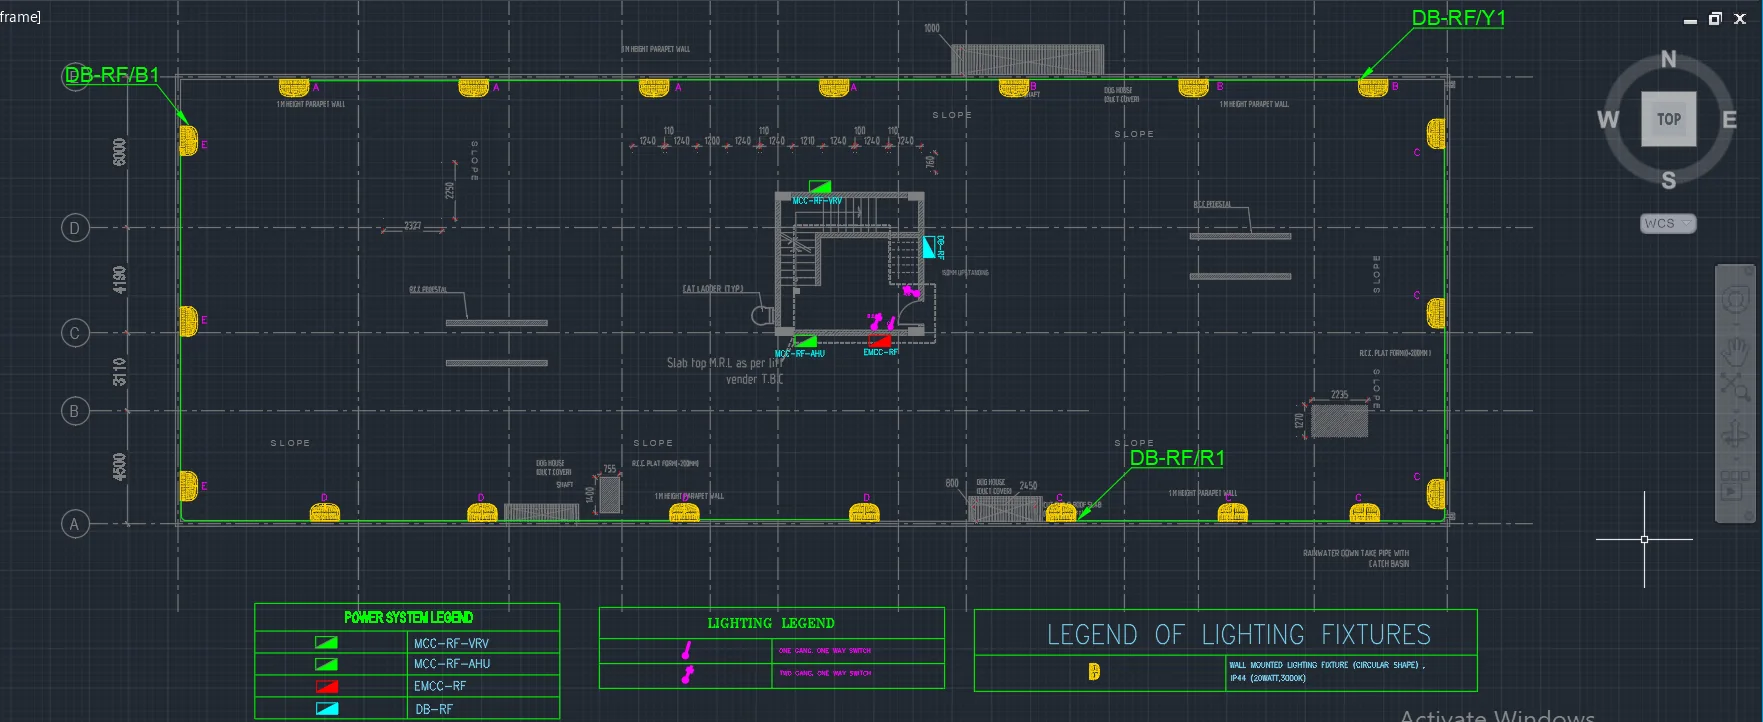 frame]
DB-RF/Y1
DB-RF/B1
1000
1 M HEIGHT PARAPET WALL
A
A
A
A
B
B
B
1 M HEIGHT PARAPET WALL
SHAFT
DOG HOUSE
(DUCT COVER)
1 M HEIGHT PARAPET WALL
SLOPE
SLOPE
SLOPE
N
W
TOP
E
S
WCS
E
C
6000
110
110
100
110
1240
1240
1200
1240
1240
1210
1240
1240
1240
760
2250
2327
MCC-RF-VRV
DB-RF
R.C.C PEDESTAL
D
4190
150MM UPSTANDING
SLOPE
R.C.C PEDESTAL
CAT LADDER (TYP.)
E
C
C
MCC-RF-AHU
EMCC-RF
Slab top M.R.L as per lift
vender T.B.C
3110
R.C.C. PLAT FORM(+200MM)
SLOPE
2235
1270
B
SLOPE
SLOPE
SLOPE
DB-RF/R1
4500
DOG HOUSE
(DUCT COVER)
SHAFT
755
1400
R.C.C. PLAT FORM(+200MM)
1 M HEIGHT PARAPET WALL
800
DOG HOUSE
(DUCT COVER)
2450
1 M HEIGHT PARAPET WALL
E
C
D
D
D
D
C
C
C
A
RAINWATER DOWN TAKE PIPE WITH
CATCH BASIN
POWER SYSTEM LEGEND
MCC-RF-VRV
MCC-RF-AHU
EMCC-RF
DB-RF
LIGHTING LEGEND
ONE GANG, ONE WAY SWITCH
TWO GANG, ONE WAY SWITCH
LEGEND OF LIGHTING FIXTURES
WALL MOUNTED LIGHTING FIXTURE (CIRCULAR SHAPE) ,
IP44 (20WATT,3000K)
Activate Windows